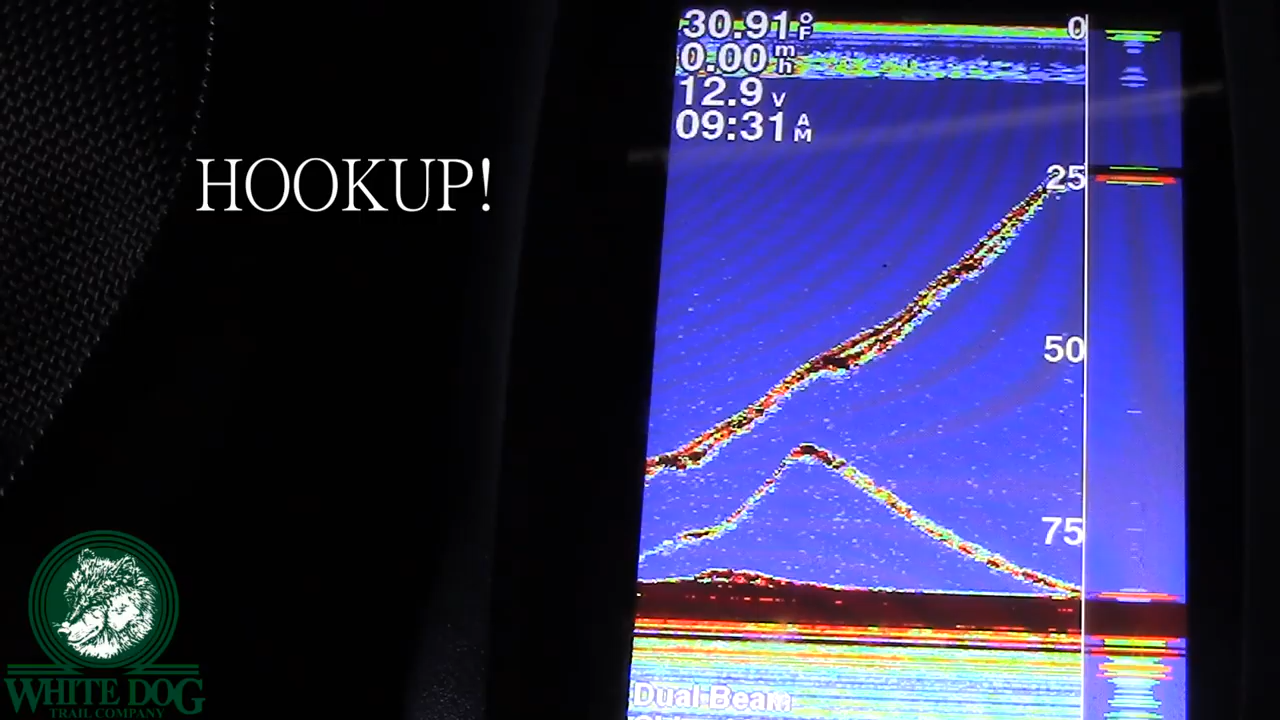 HOOKUP!
WHITE DOG
TRAIL COMPANY
30.91 °F
0.00 mh
12.9 V
09:31 AM
0
25
50
75
Dual Beam